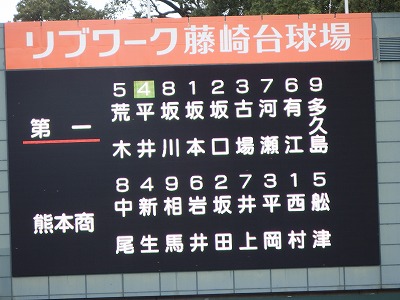 リブワーク藤崎台球場
5 4 8 1 2 3 7 6 9
第一 荒木 平井 坂川 坂本 坂口 古場 河瀬 有江 多久島
8 4 9 6 2 7 3 1 5
熊本商 中尾 新生 相馬 岩井 坂田 井上 平岡 西村 舩津